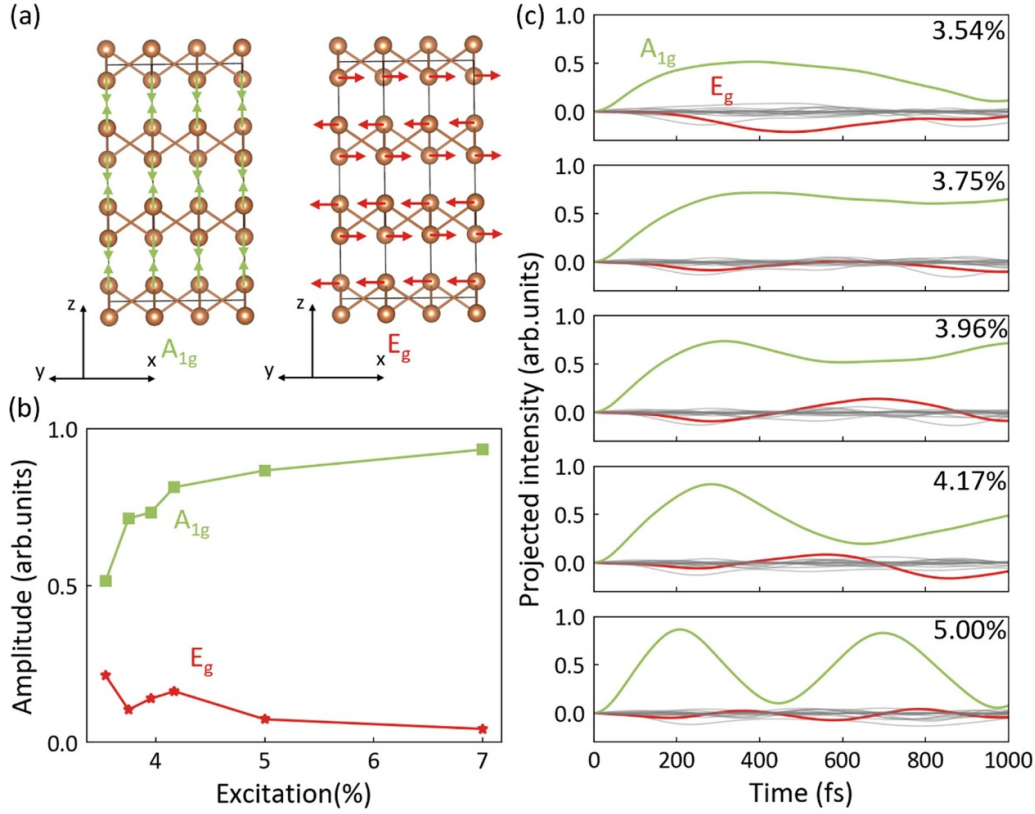 (a)
z
y
x
A1g
z
y
x
Eg
(b)
1.0
0.5
0.0
Amplitude (arb.units)
A1g
Eg
4
5
6
7
Excitation(%)
(c)
Projected intensity (arb.units)
1.0
0.5
0.0
A1g
Eg
3.54%
1.0
0.5
0.0
3.75%
1.0
0.5
0.0
3.96%
1.0
0.5
0.0
4.17%
1.0
0.5
0.0
5.00%
0 200 400 600 800 1000
Time (fs)